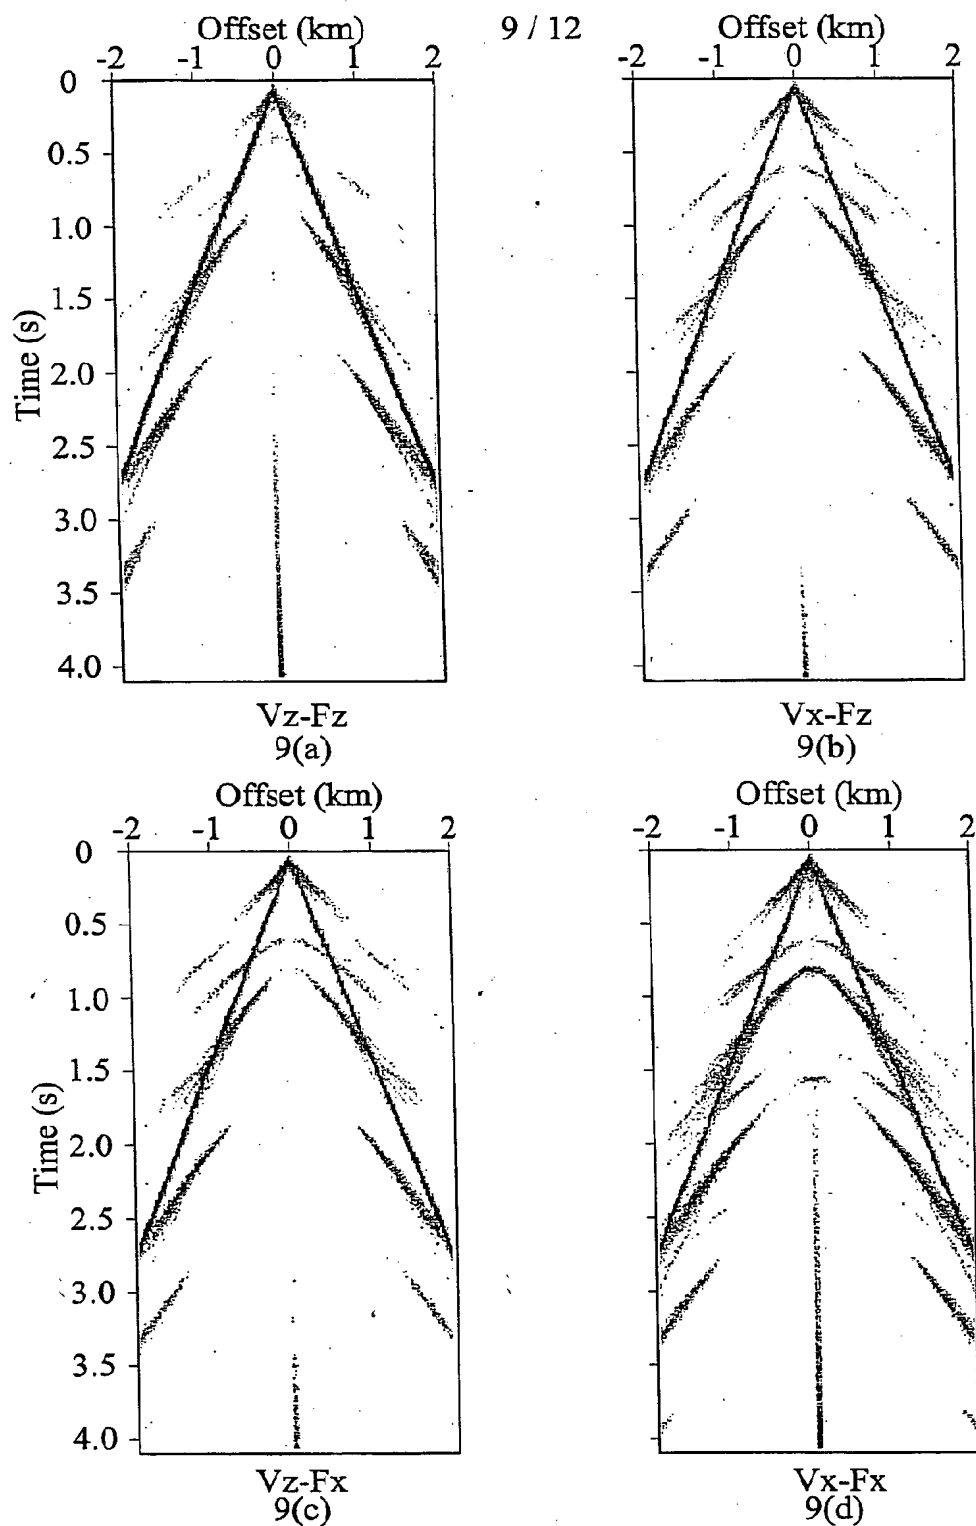 9 / 12
Offset (km)
-2 -1 0 1 2
0
0.5
1.0
1.5
2.0
2.5
3.0
3.5
4.0
Time (s)
Vz-Fz
9(a)
Offset (km)
-2 -1 0 1 2
Vx-Fz
9(b)
Offset (km)
-2 -1 0 1 2
0
0.5
1.0
1.5
2.0
2.5
3.0
3.5
4.0
Time (s)
Vz-Fx
9(c)
Offset (km)
-2 -1 0 1 2
Vx-Fx
9(d)